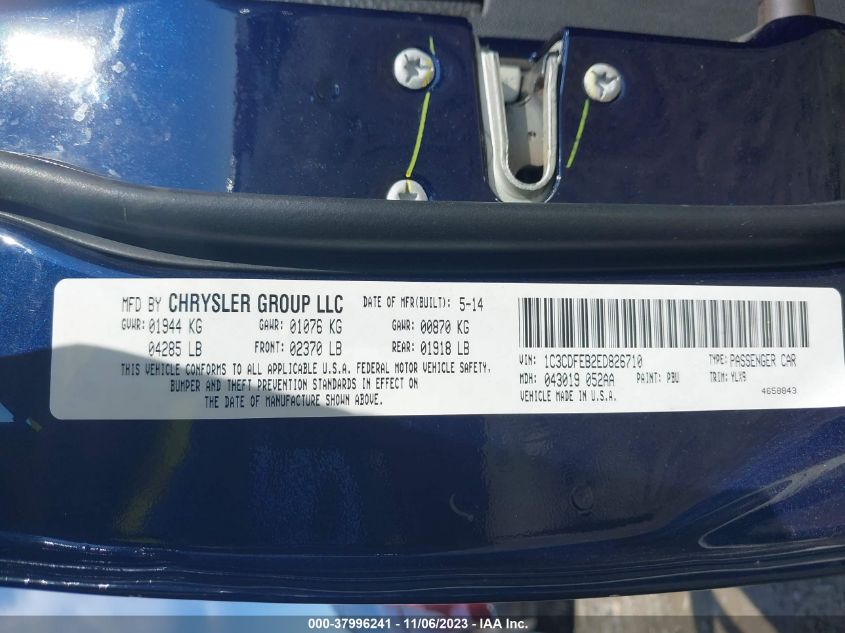 MFD BY CHRYSLER GROUP LLC DATE OF MFR(BUILT): 5-14
GVWR: 01944 KG GAWR: 01076 KG GAWR: 00870 KG
04285 LB FRONT: 02370 LB REAR: 01918 LB
THIS VEHICLE CONFORMS TO ALL APPLICABLE U.S.A. FEDERAL MOTOR VEHICLE SAFETY,
BUMPER AND THEFT PREVENTION STANDARDS IN EFFECT ON
THE DATE OF MANUFACTURE SHOWN ABOVE.
VIN: 1C3CDFEB2ED826710 TYPE: PASSENGER CAR
MDH: 043019 052AA PAINT: PBU TRIM: YLX9
VEHICLE MADE IN U.S.A. 4658843
000-37996241 - 11/06/2023 - IAA Inc.